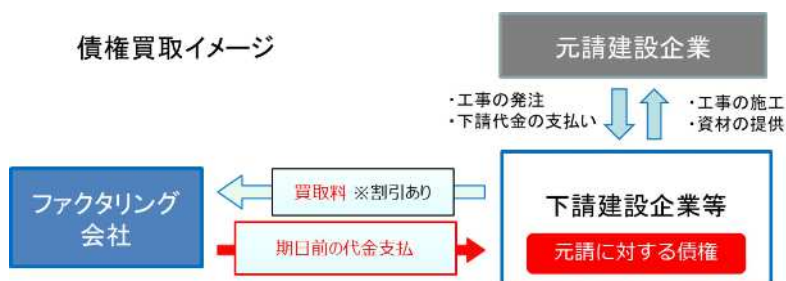 債権買取イメージ
元請建設企業
・工事の発注
・下請代金の支払い
・工事の施工
・資材の提供
ファクタリング
会社
買取料 ※割引あり
期日前の代金支払
下請建設企業等
元請に対する債権